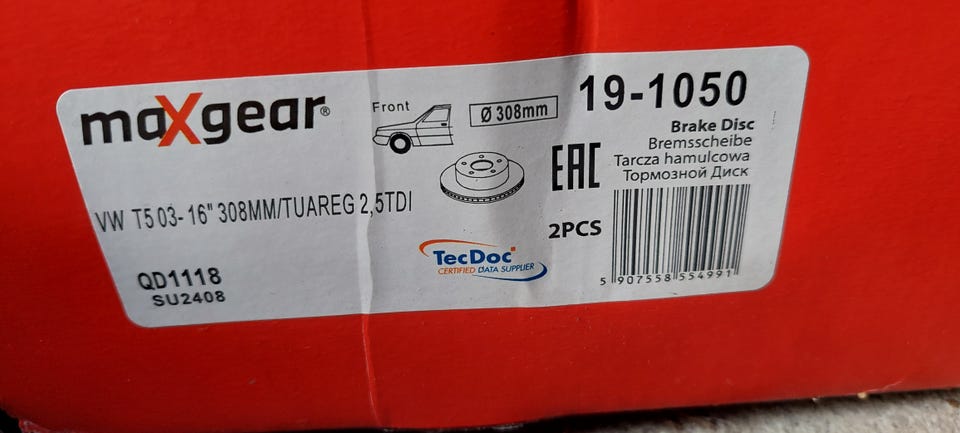 maXgear®
Front
Ø 308mm
19-1050
Brake Disc
Bremsscheibe
Tarcza hamulcowa
Тормозной Диск
EAC
VW T5 03- 16" 308MM/TUAREG 2,5TDI
2PCS
TecDoc
CERTIFIED DATA SUPPLIER
QD1118
SU2408
5 907558 554991